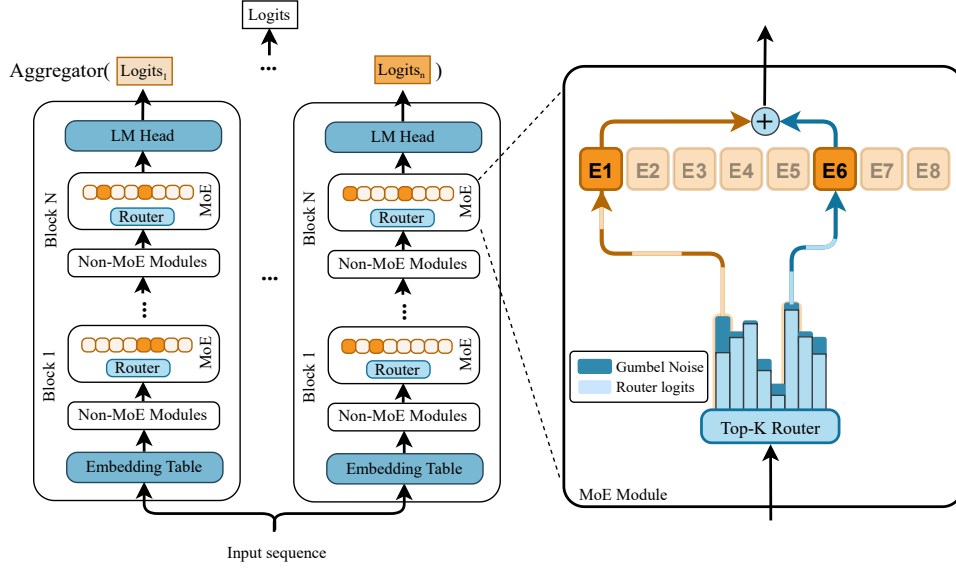 Logits
Aggregator( Logits₁ ... Logitsₙ )
LM Head
MoE
Router
Block N
Non-MoE Modules
...
MoE
Router
Block 1
Non-MoE Modules
Embedding Table
...
LM Head
MoE
Router
Block N
Non-MoE Modules
...
MoE
Router
Block 1
Non-MoE Modules
Embedding Table
Input sequence
E1 E2 E3 E4 E5 E6 E7 E8
Gumbel Noise
Router logits
Top-K Router
MoE Module